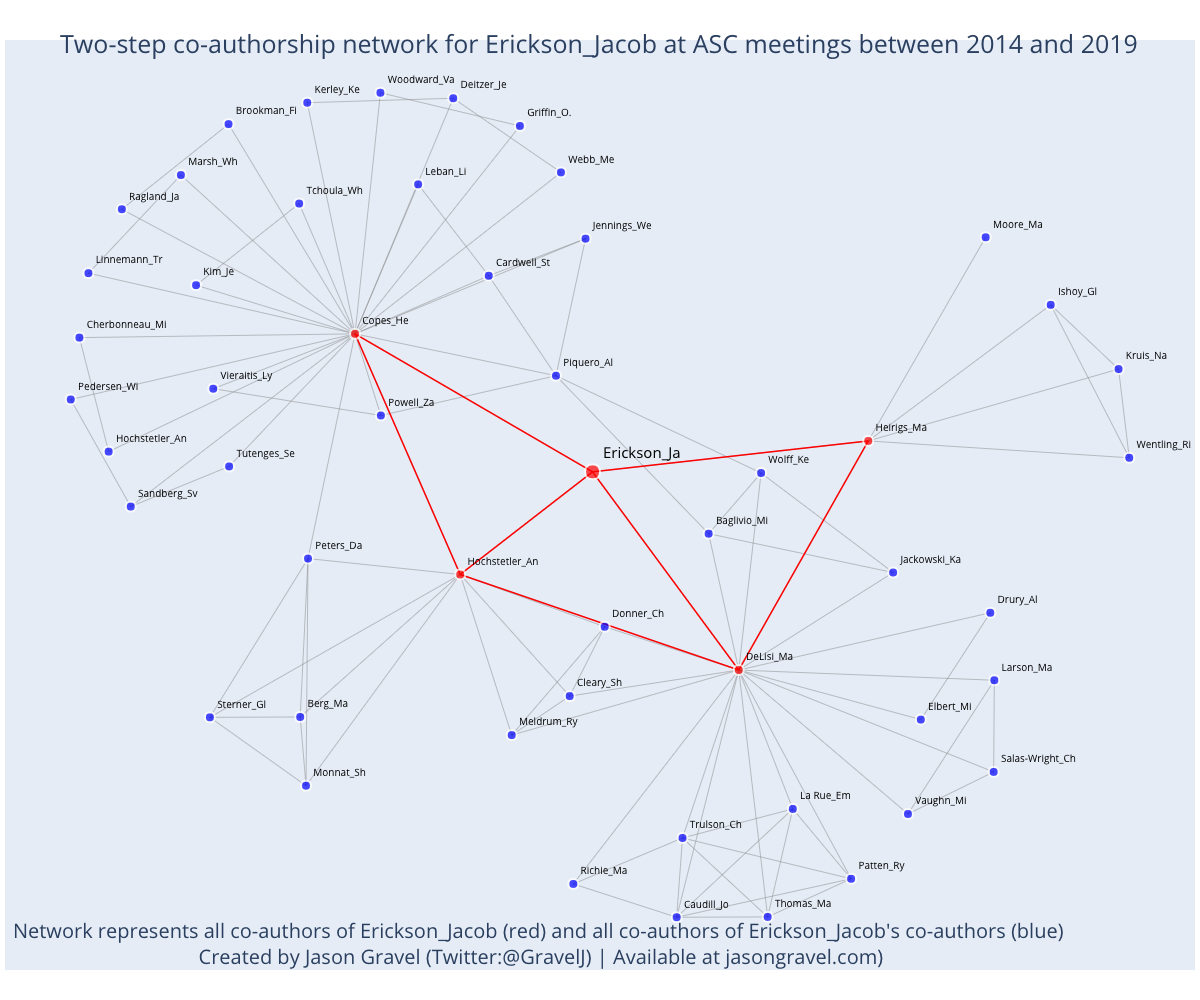 Two-step co-authorship network for Erickson_Jacob at ASC meetings between 2014 and 2019
Woodward_Va
Deitzer_Je
Kerley_Ke
Brookman_Fi
Griffin_O.
Marsh_Wh
Webb_Me
Leban_Li
Ragland_Ja
Tchoula_Wh
Jennings_We
Moore_Ma
Linnemann_Tr
Cardwell_St
Kim_Je
Ishoy_Gl
Cherbonneau_Mi
Copes_He
Kruis_Na
Piquero_Al
Vieraitis_Ly
Pedersen_Wi
Powell_Za
Heirigs_Ma
Hochstetler_An
Wentling_Ri
Erickson_Ja
Tutenges_Se
Wolff_Ke
Sandberg_Sv
Baglivio_Mi
Peters_Da
Hochstetler_An
Jackowski_Ka
Drury_Al
Donner_Ch
DeLisi_Ma
Larson_Ma
Cleary_Sh
Sterner_Gl
Berg_Ma
Elbert_Mi
Meldrum_Ry
Salas-Wright_Ch
Monnat_Sh
La Rue_Em
Vaughn_Mi
Trulson_Ch
Richie_Ma
Patten_Ry
Caudill_Jo
Thomas_Ma
Network represents all co-authors of Erickson_Jacob (red) and all co-authors of Erickson_Jacob's co-authors (blue)
Created by Jason Gravel (Twitter:@GravelJ) | Available at jasongravel.com)